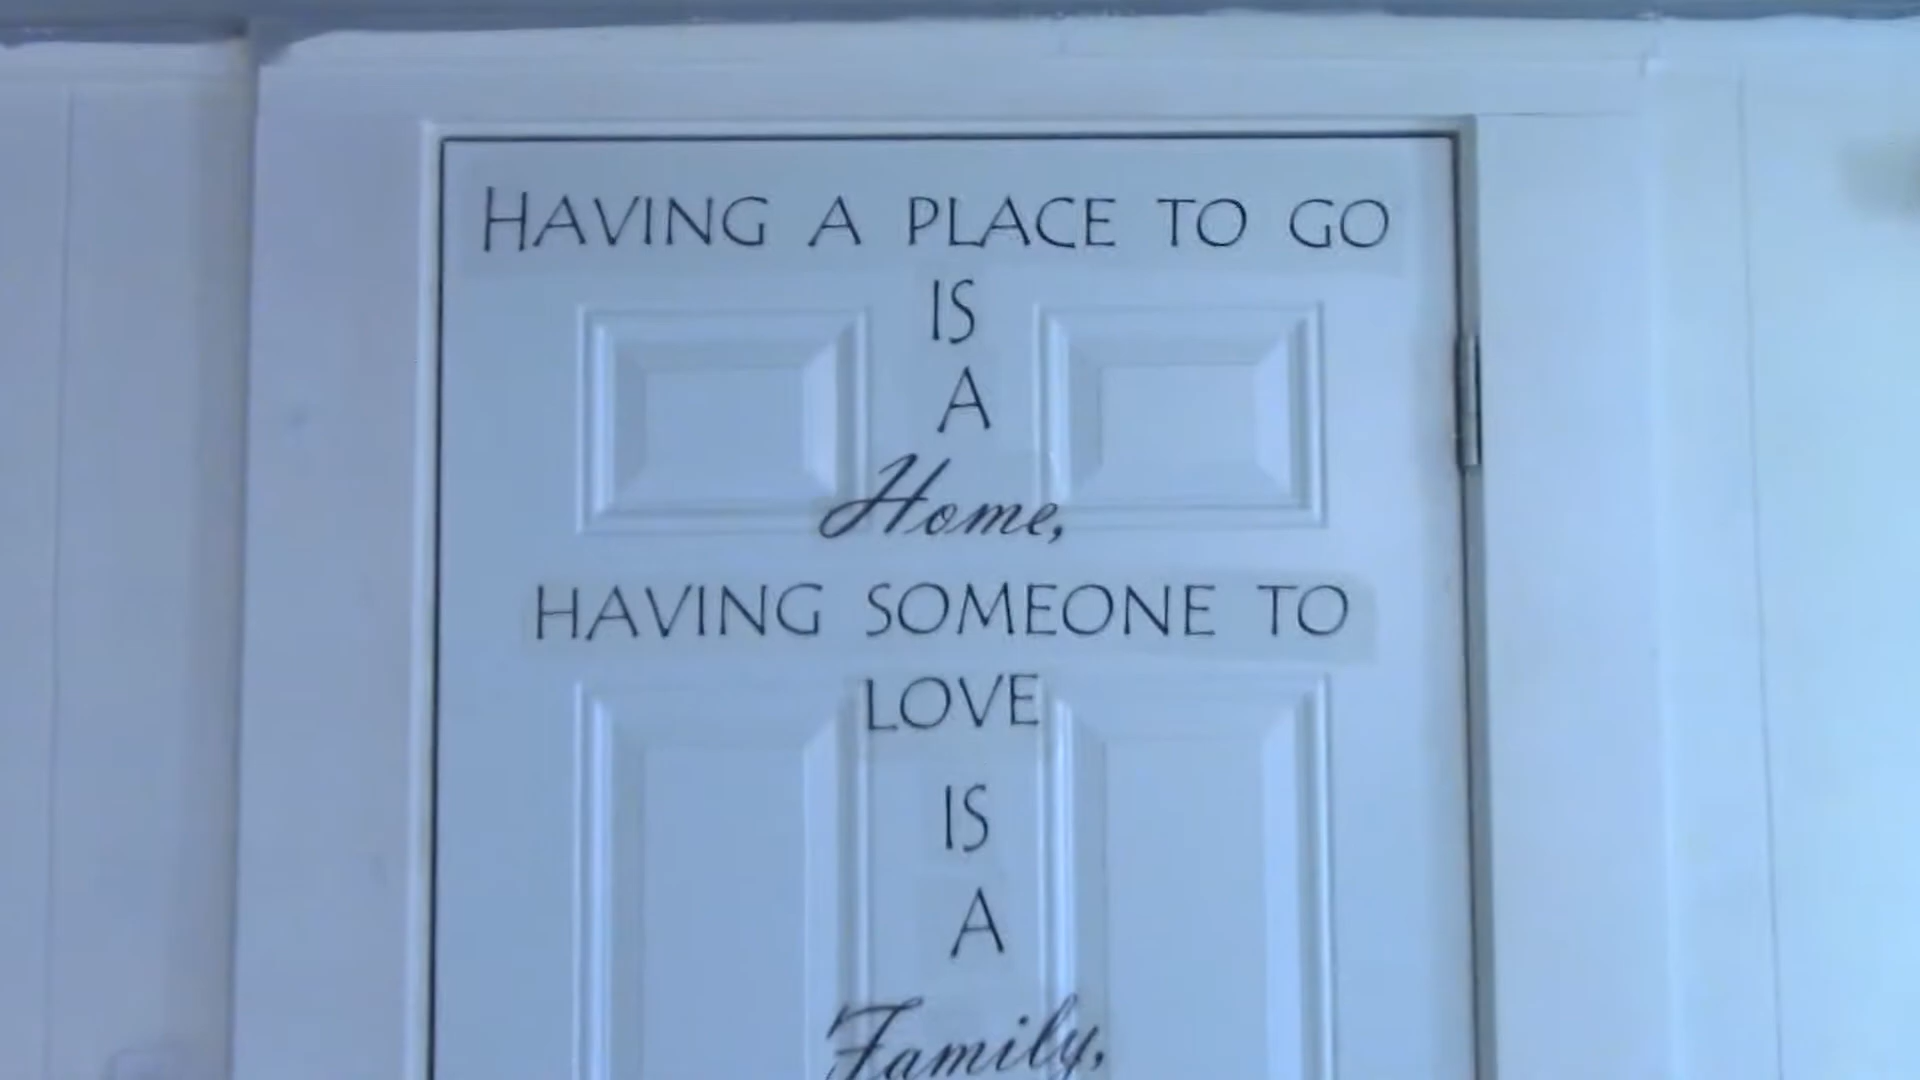 HAVING A PLACE TO GO
IS
A
Home,
HAVING SOMEONE TO
LOVE
IS
A
Family,